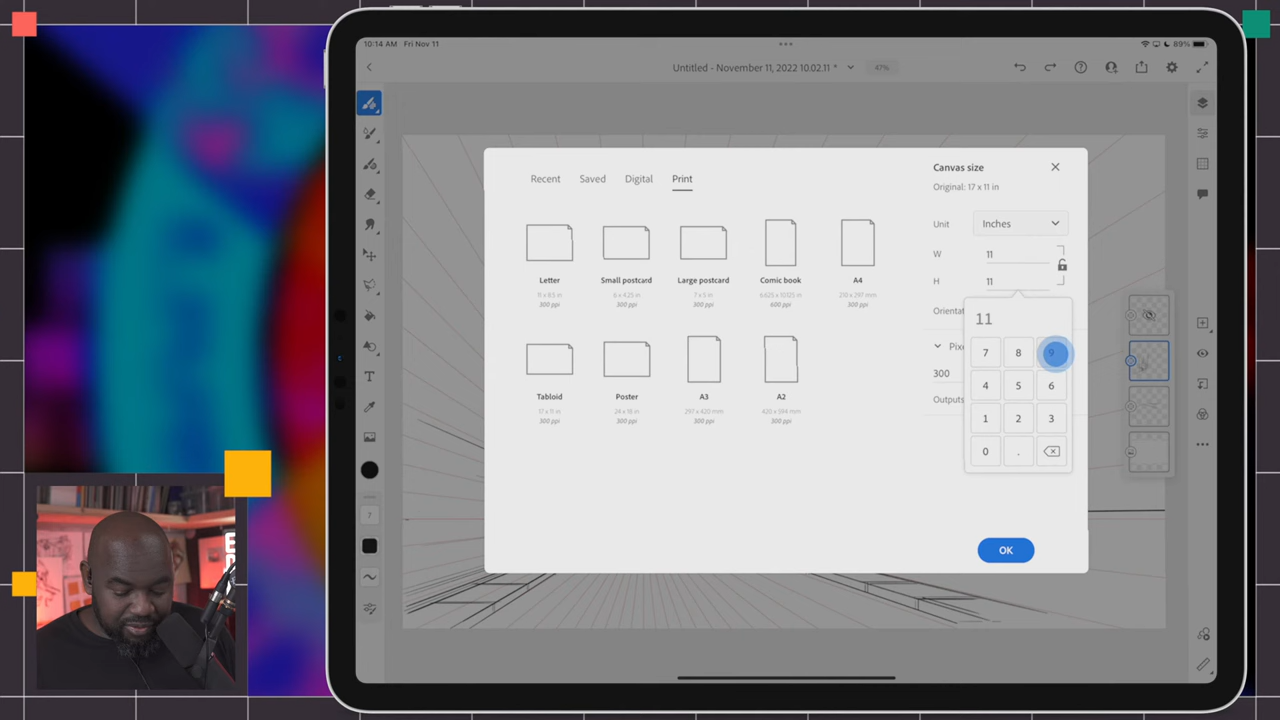 10:14 AM Fri Nov 11
89%
Untitled - November 11, 2022 10.02.11 *
47%
Recent
Saved
Digital
Print
Canvas size
Original: 17 x 11 in
Unit
Inches
W
11
H
11
Orientat
11
Pixe
300
Outputs
7 8 9
4 5 6
1 2 3
0 .
Letter
11 x 8.5 in
300 ppi
Small postcard
6 x 4.25 in
300 ppi
Large postcard
7 x 5 in
300 ppi
Comic book
6.625 x 10.125 in
600 ppi
A4
210 x 297 mm
300 ppi
Tabloid
17 x 11 in
300 ppi
Poster
24 x 18 in
300 ppi
A3
297 x 420 mm
300 ppi
A2
420 x 594 mm
300 ppi
OK
T
7